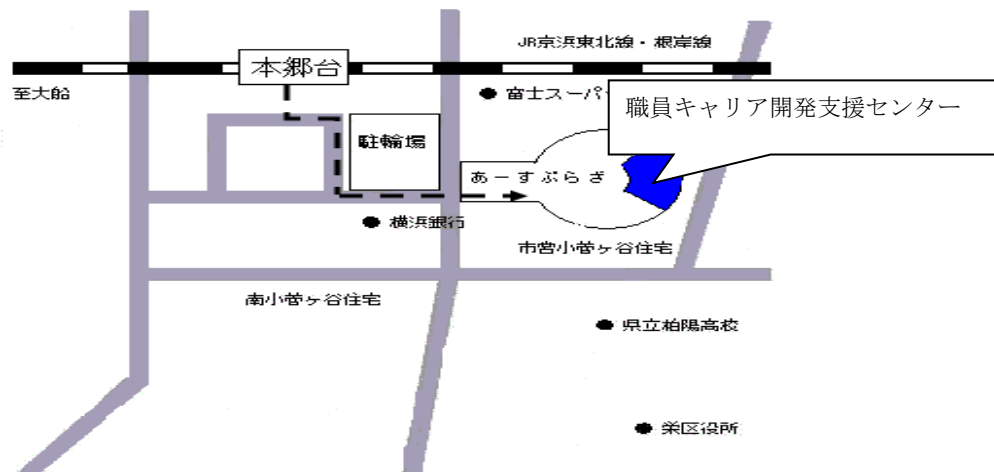 JR京浜東北線・根岸線
本郷台
至大船
富士スーパ
職員キャリア開発支援センター
駐輪場
あーすぷらざ
横浜銀行
市営小菅ヶ谷住宅
南小菅ヶ谷住宅
県立柏陽高校
栄区役所